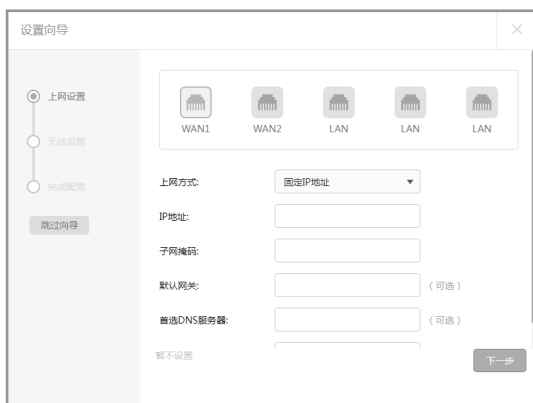 设置向导
上网设置
无线设置
完成配置
跳过向导
WAN1 WAN2 LAN LAN LAN
上网方式: 固定IP地址
IP地址:
子网掩码:
默认网关: (可选)
首选DNS服务器: (可选)
暂不设置
下一步